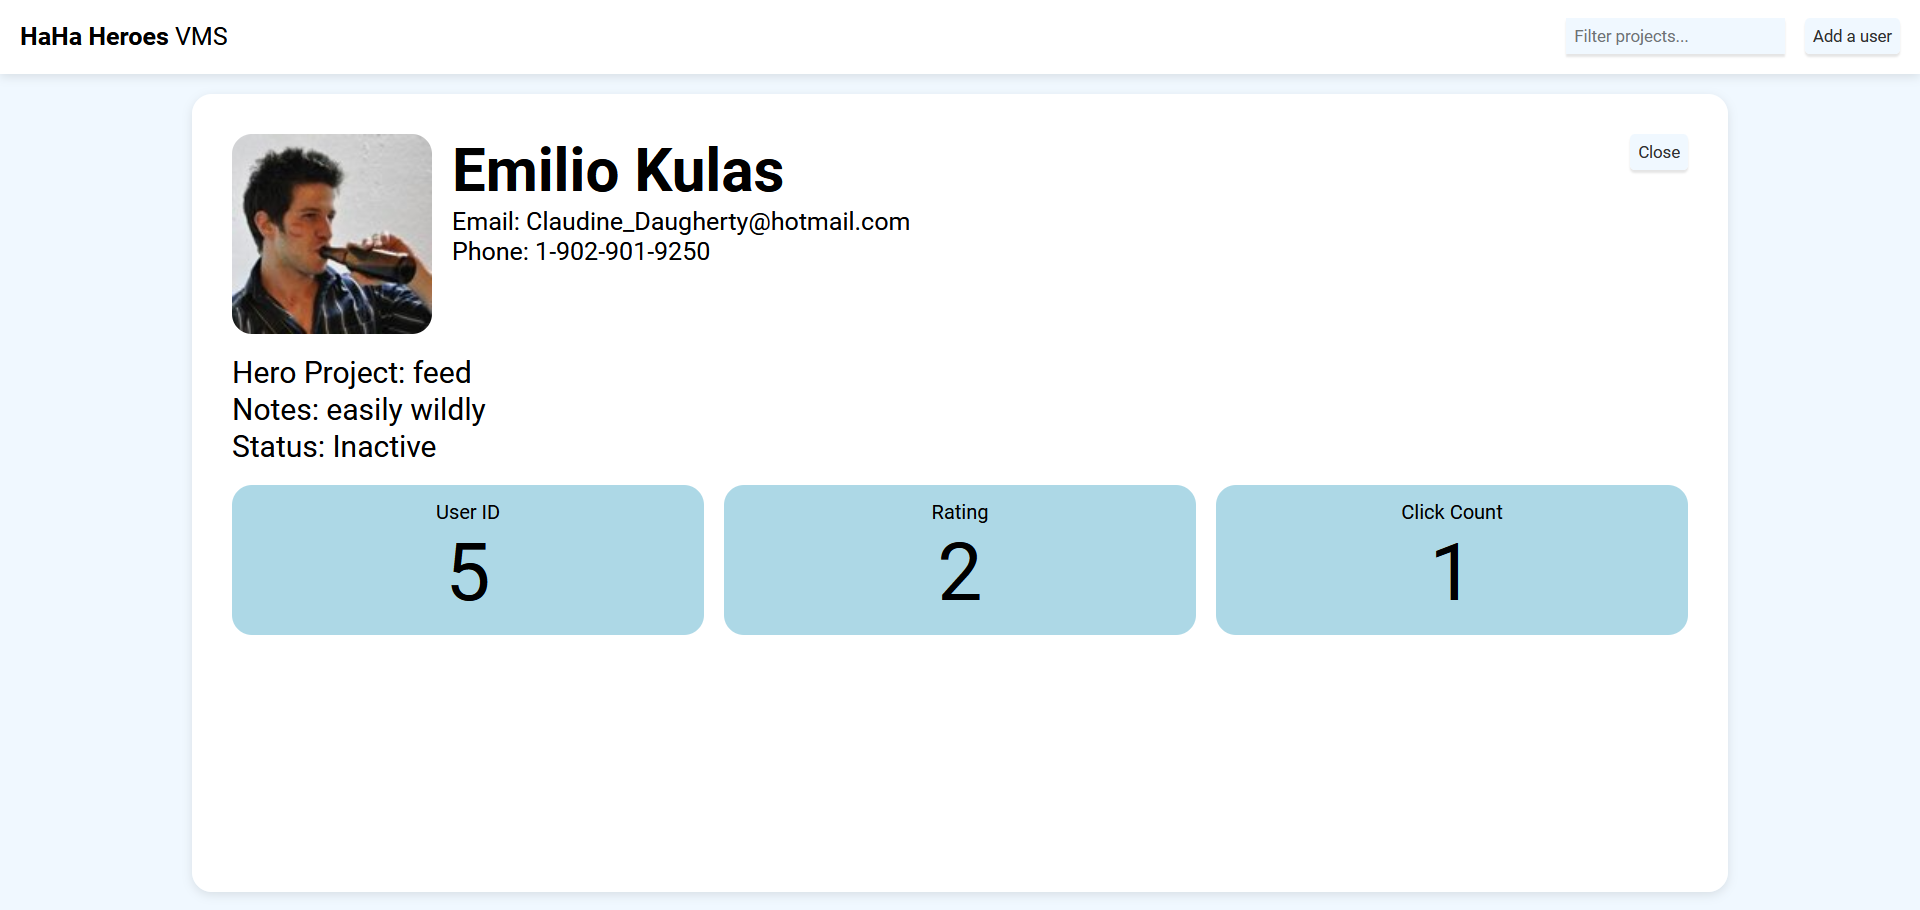 HaHa Heroes VMS
Filter projects...
Add a user
Emilio Kulas
Close
Email: Claudine_Daugherty@hotmail.com
Phone: 1-902-901-9250
Hero Project: feed
Notes: easily wildly
Status: Inactive
User ID
5
Rating
2
Click Count
1